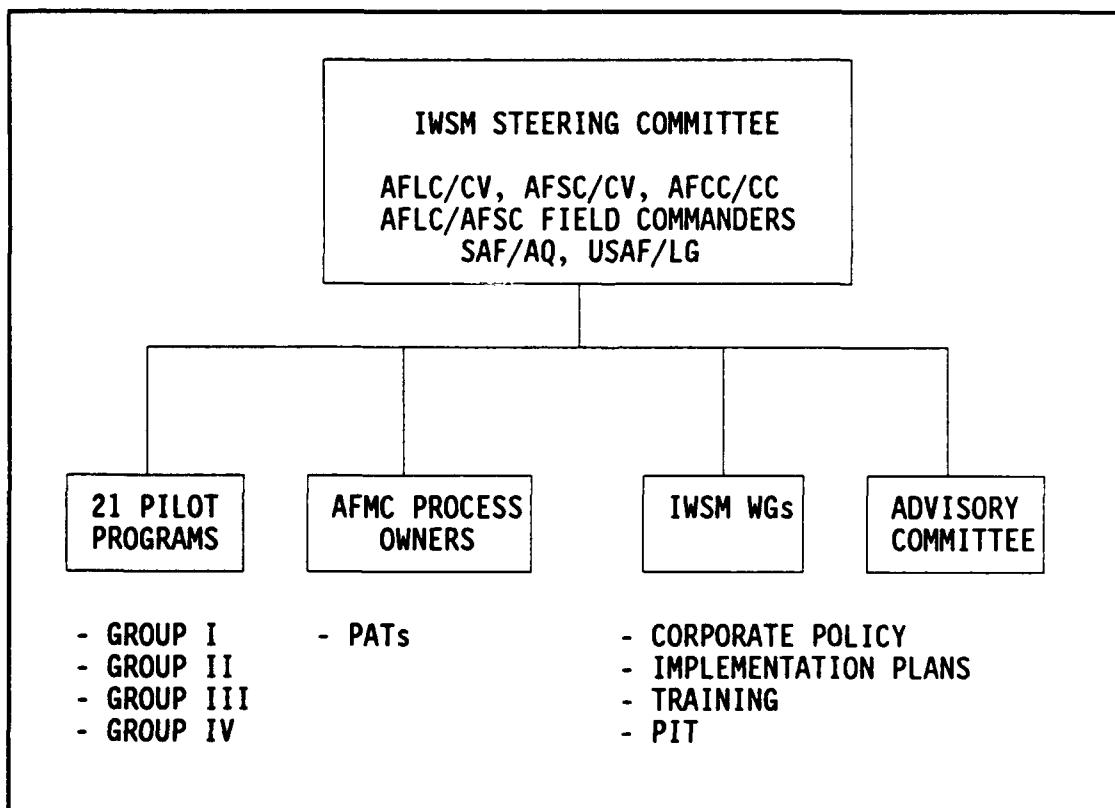 IWSM STEERING COMMITTEE
AFLC/CV, AFSC/CV, AFCC/CC
AFLC/AFSC FIELD COMMANDERS
SAF/AQ, USAF/LG
21 PILOT
PROGRAMS
- GROUP I
- GROUP II
- GROUP III
- GROUP IV
AFMC PROCESS
OWNERS
- PATs
IWSM WGs
- CORPORATE POLICY
- IMPLEMENTATION PLANS
- TRAINING
- PIT
ADVISORY
COMMITTEE